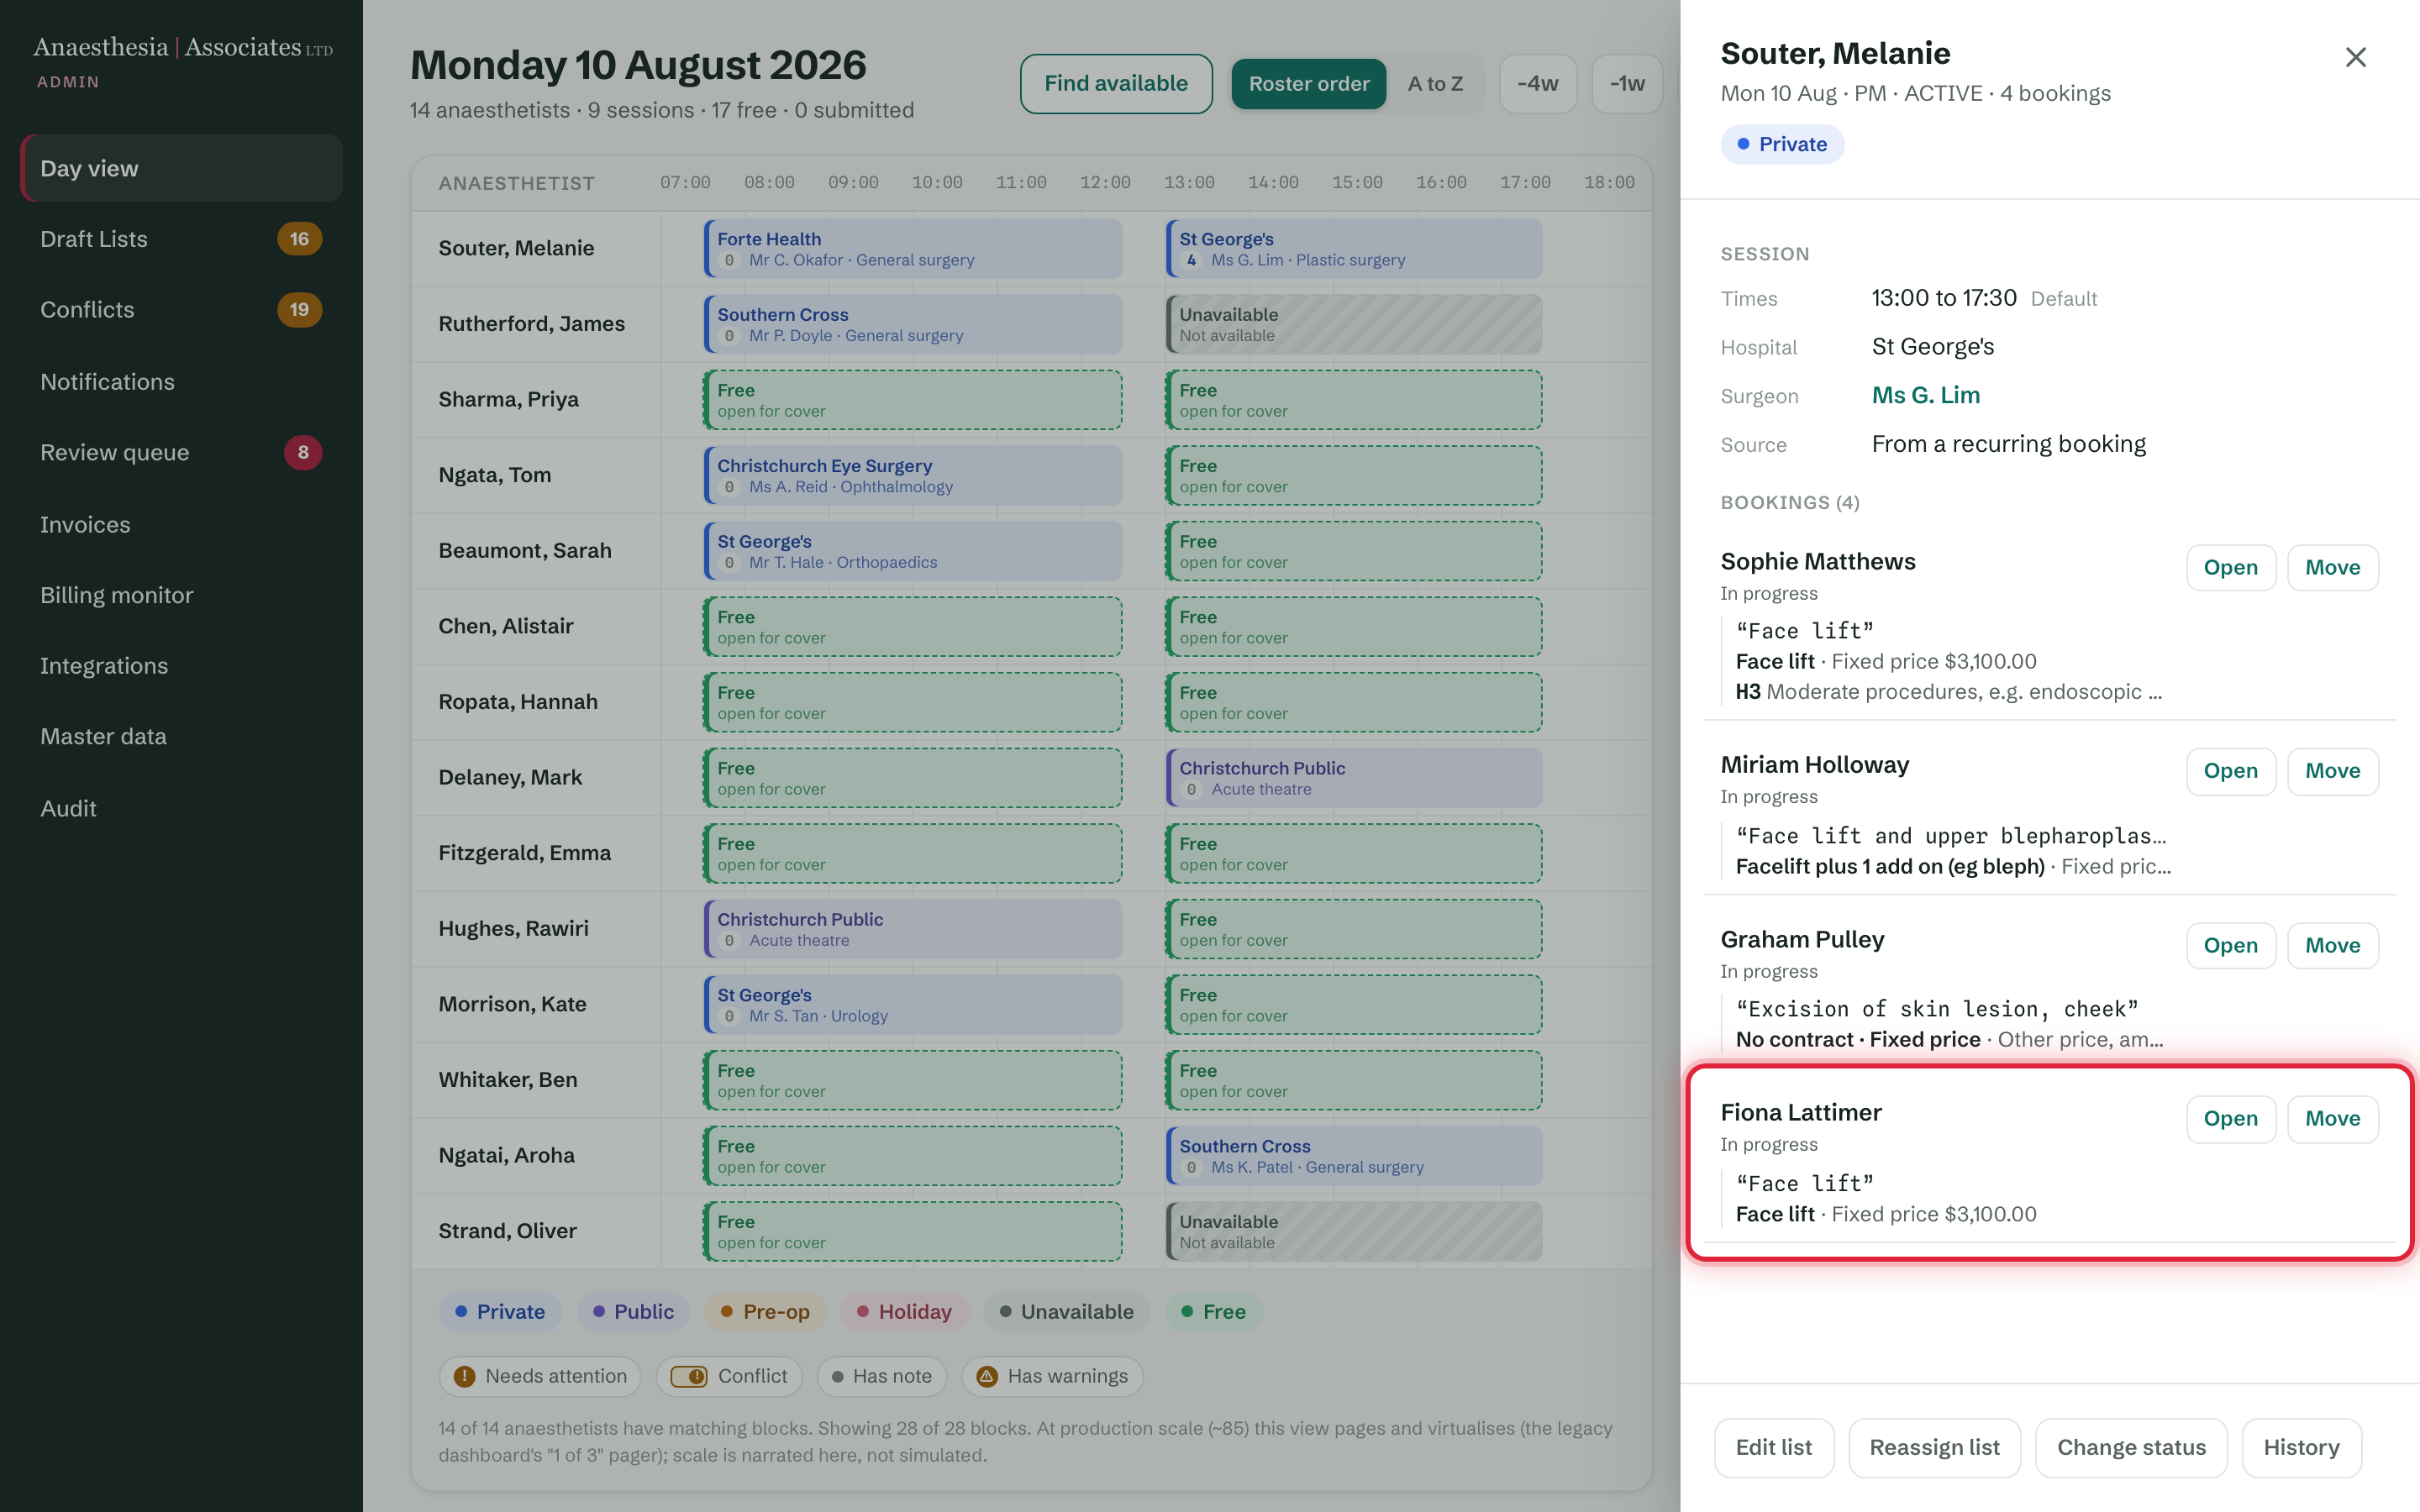 Anaesthesia | Associates LTD
ADMIN
Day view
Draft Lists 16
Conflicts 19
Notifications
Review queue 8
Invoices
Billing monitor
Integrations
Master data
Audit
Monday 10 August 2026
14 anaesthetists · 9 sessions · 17 free · 0 submitted
Find available
Roster order
A to Z
-4w
-1w
ANAESTHETIST 07:00 08:00 09:00 10:00 11:00 12:00 13:00 14:00 15:00 16:00 17:00 18:00
Souter, Melanie
Forte Health
0 Mr C. Okafor · General surgery
St George's
4 Ms G. Lim · Plastic surgery
Rutherford, James
Southern Cross
0 Mr P. Doyle · General surgery
Unavailable
Not available
Sharma, Priya
Free
open for cover
Free
open for cover
Ngata, Tom
Christchurch Eye Surgery
0 Ms A. Reid · Ophthalmology
Free
open for cover
Beaumont, Sarah
St George's
0 Mr T. Hale · Orthopaedics
Free
open for cover
Chen, Alistair
Free
open for cover
Free
open for cover
Ropata, Hannah
Free
open for cover
Free
open for cover
Delaney, Mark
Free
open for cover
Christchurch Public
0 Acute theatre
Fitzgerald, Emma
Free
open for cover
Free
open for cover
Hughes, Rawiri
Christchurch Public
0 Acute theatre
Free
open for cover
Morrison, Kate
St George's
0 Mr S. Tan · Urology
Free
open for cover
Whitaker, Ben
Free
open for cover
Free
open for cover
Ngatai, Aroha
Free
open for cover
Southern Cross
0 Ms K. Patel · General surgery
Strand, Oliver
Free
open for cover
Unavailable
Not available
Private
Public
Pre-op
Holiday
Unavailable
Free
Needs attention
Conflict
Has note
Has warnings
14 of 14 anaesthetists have matching blocks. Showing 28 of 28 blocks. At production scale (~85) this view pages and virtualises (the legacy
dashboard's "1 of 3" pager); scale is narrated here, not simulated.
Souter, Melanie
Mon 10 Aug · PM · ACTIVE · 4 bookings
Private
SESSION
Times 13:00 to 17:30 Default
Hospital St George's
Surgeon Ms G. Lim
Source From a recurring booking
BOOKINGS (4)
Sophie Matthews Open Move
In progress
“Face lift”
Face lift · Fixed price $3,100.00
H3 Moderate procedures, e.g. endoscopic ...
Miriam Holloway Open Move
In progress
“Face lift and upper blepharoplas…
Facelift plus 1 add on (eg bleph) · Fixed pric...
Graham Pulley Open Move
In progress
“Excision of skin lesion, cheek”
No contract · Fixed price · Other price, am...
Fiona Lattimer Open Move
In progress
“Face lift”
Face lift · Fixed price $3,100.00
Edit list
Reassign list
Change status
History